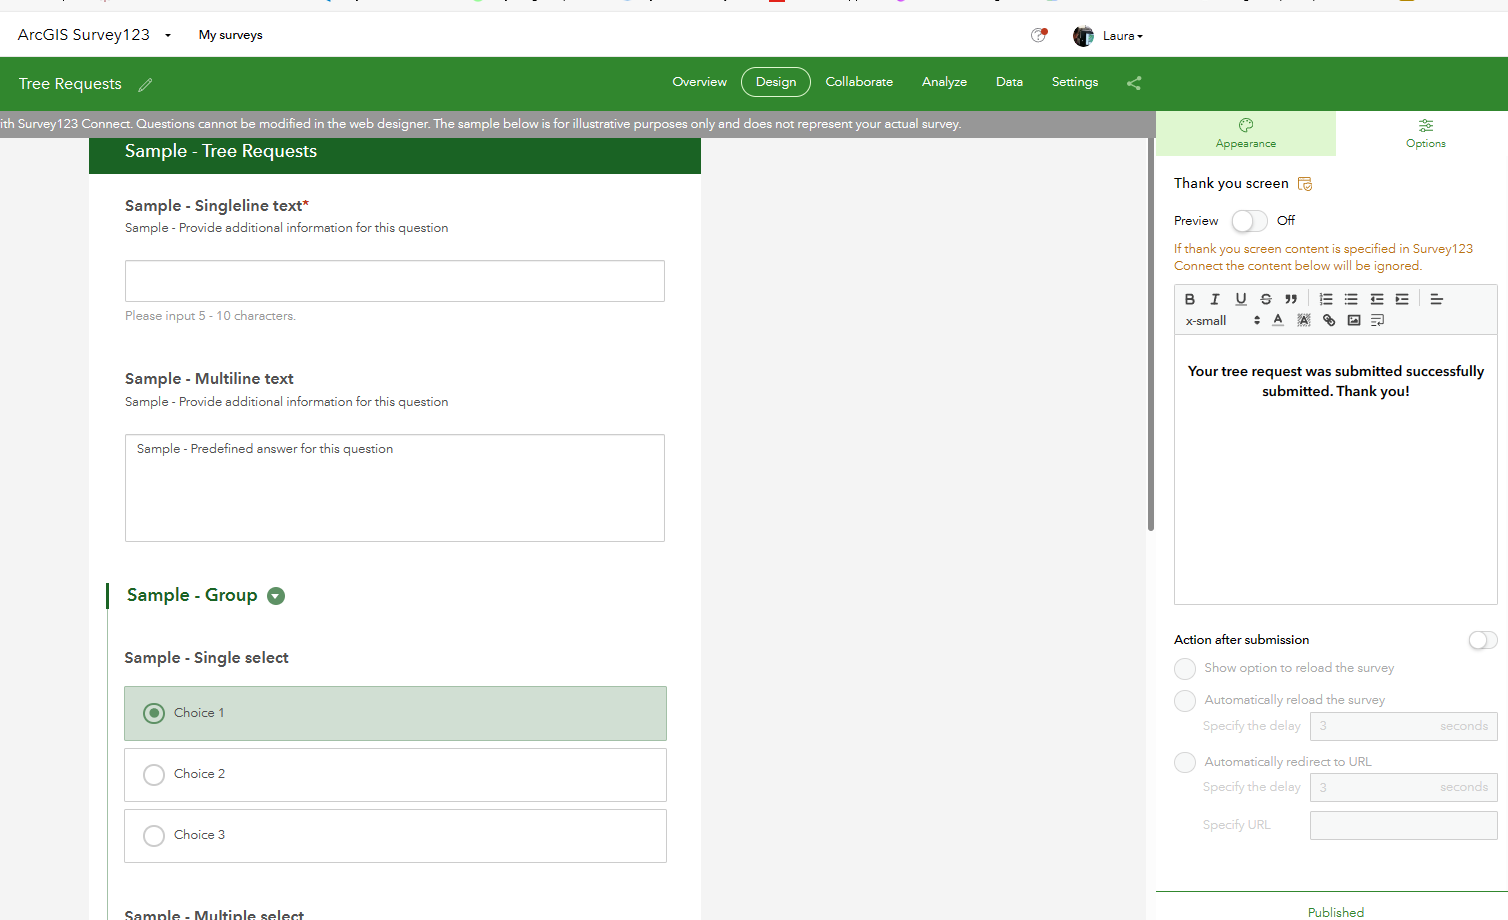 ArcGIS Survey123 My surveys Laura
Tree Requests Overview Design Collaborate Analyze Data Settings
ith Survey123 Connect. Questions cannot be modified in the web designer. The sample below is for illustrative purposes only and does not represent your actual survey.
Sample - Tree Requests
Sample - Singleline text*
Sample - Provide additional information for this question
Please input 5 - 10 characters.
Sample - Multiline text
Sample - Provide additional information for this question
Sample - Predefined answer for this question
Sample - Group
Sample - Single select
Choice 1
Choice 2
Choice 3
Sample - Multiple select
Appearance Options
Thank you screen
Preview Off
If thank you screen content is specified in Survey123
Connect the content below will be ignored.
x-small
Your tree request was submitted successfully
submitted. Thank you!
Action after submission
Show option to reload the survey
Automatically reload the survey
Specify the delay 3 seconds
Automatically redirect to URL
Specify the delay 3 seconds
Specify URL
Published